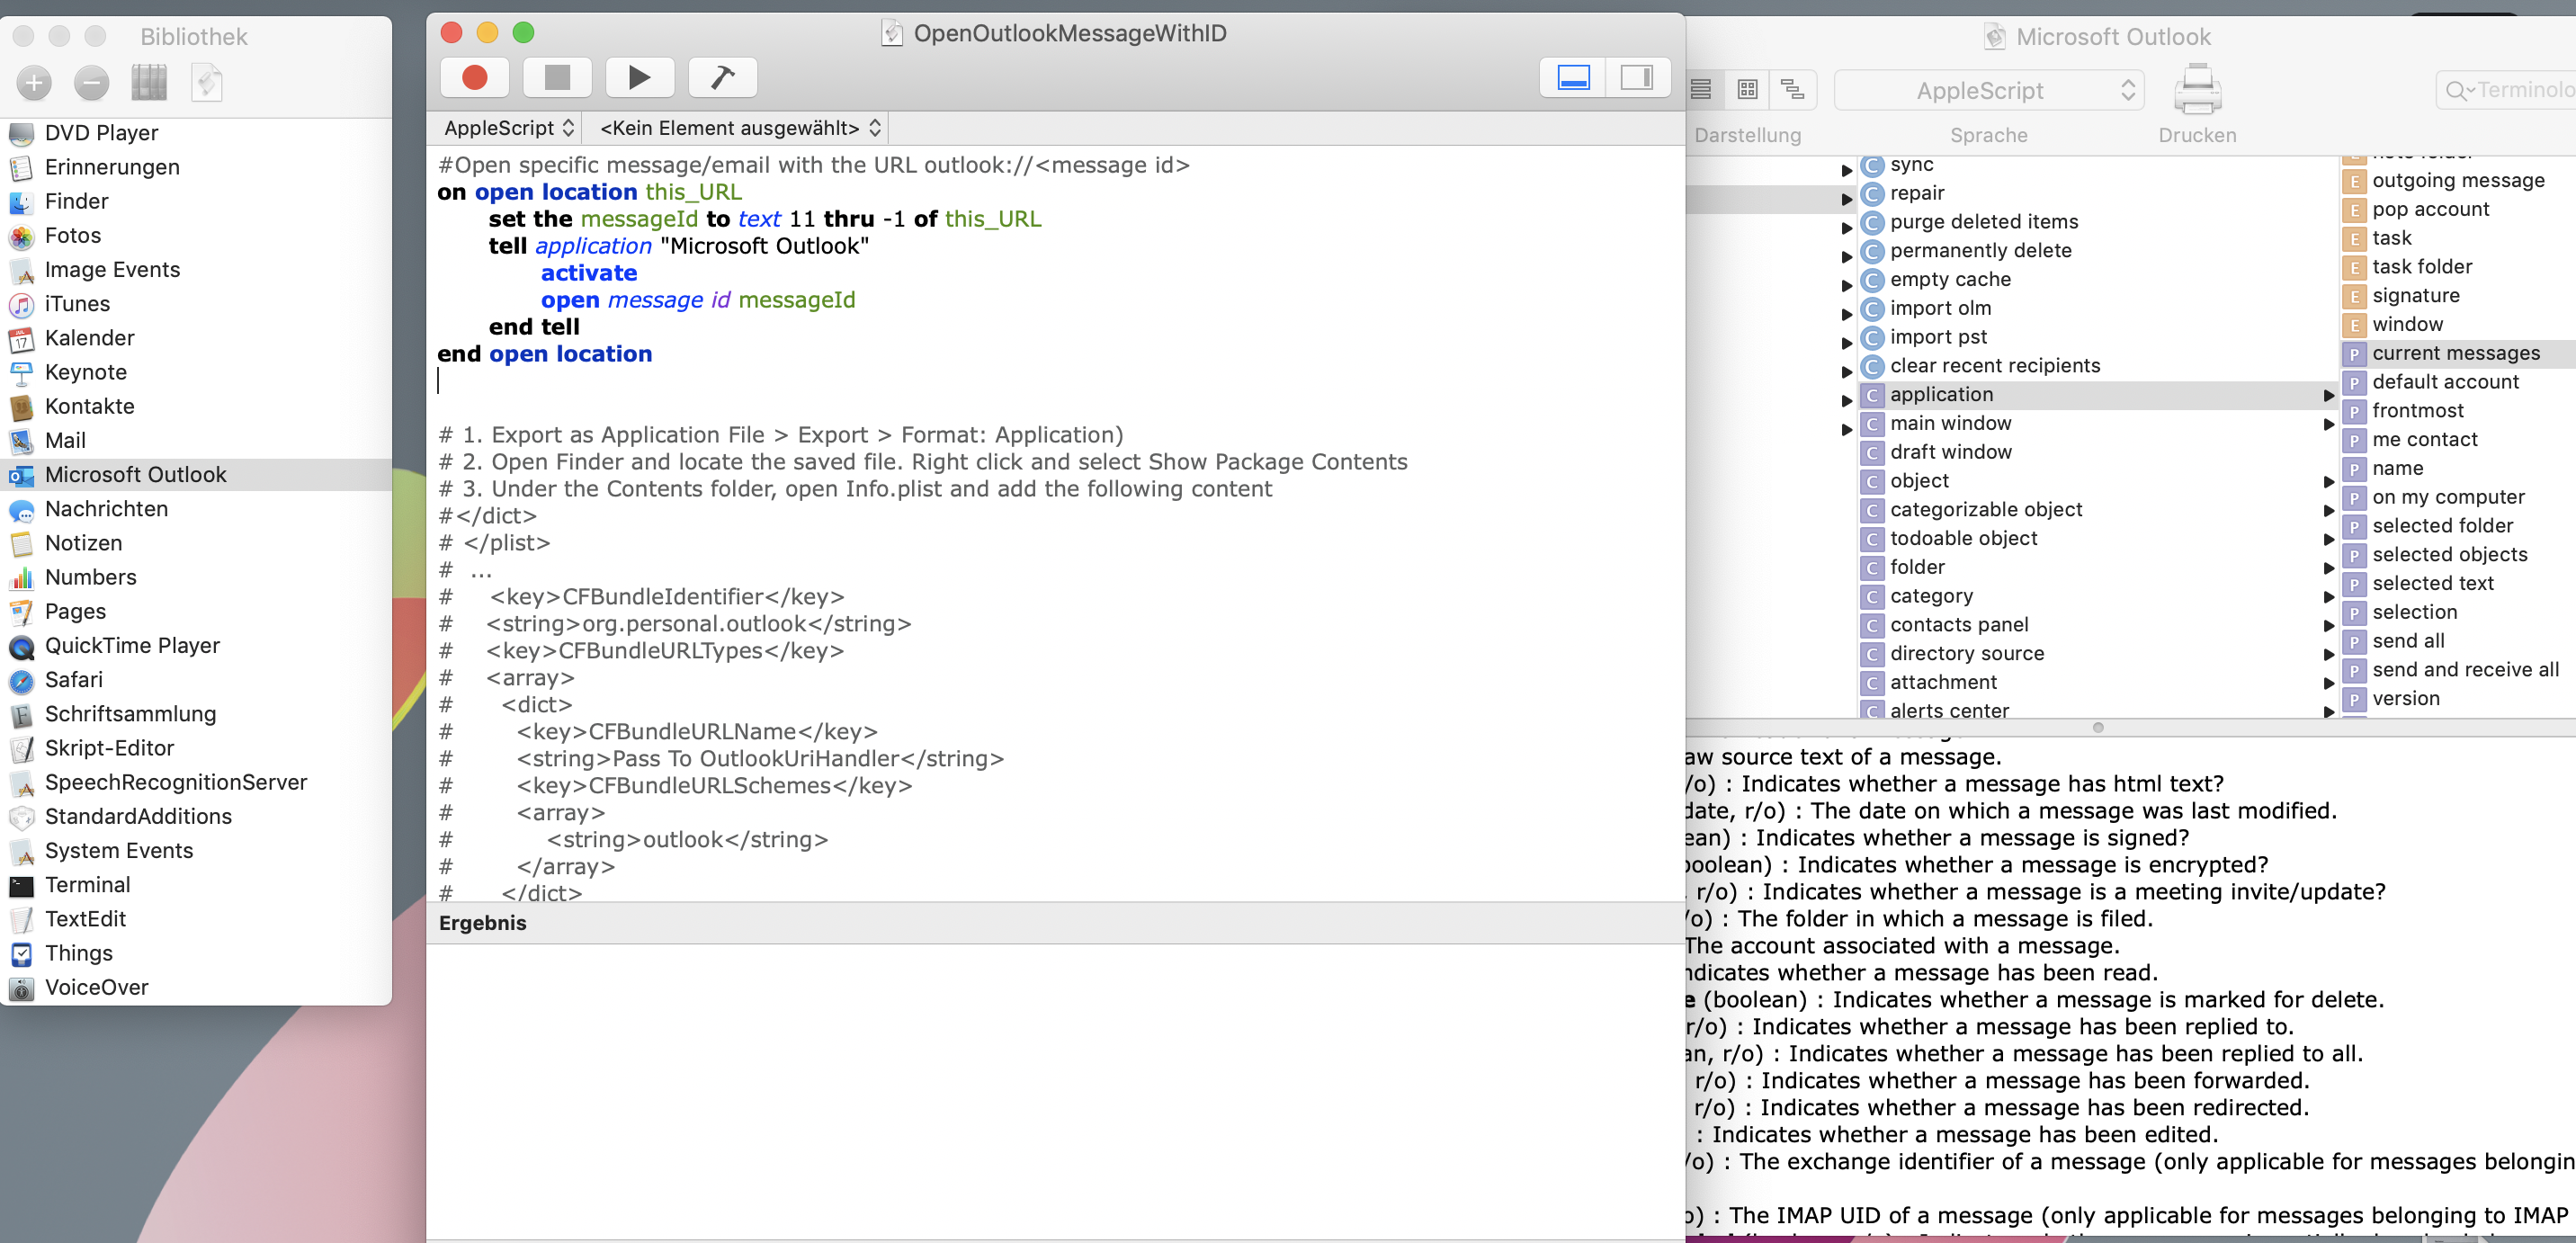 Bibliothek
DVD Player
Erinnerungen
Finder
Fotos
Image Events
iTunes
Kalender
Keynote
Kontakte
Mail
Microsoft Outlook
Nachrichten
Notizen
Numbers
Pages
QuickTime Player
Safari
Schriftsammlung
Skript-Editor
SpeechRecognitionServer
StandardAdditions
System Events
Terminal
TextEdit
Things
VoiceOver
OpenOutlookMessageWithID
AppleScript <Kein Element ausgewählt>
#Open specific message/email with the URL outlook://<message id>
on open location this_URL
set the messageId to text 11 thru -1 of this_URL
tell application "Microsoft Outlook"
activate
open message id messageId
end tell
end open location
# 1. Export as Application File > Export > Format: Application)
# 2. Open Finder and locate the saved file. Right click and select Show Package Contents
# 3. Under the Contents folder, open Info.plist and add the following content
#</dict>
# </plist>
# ...
# <key>CFBundleIdentifier</key>
# <string>org.personal.outlook</string>
# <key>CFBundleURLTypes</key>
# <array>
# <dict>
# <key>CFBundleURLName</key>
# <string>Pass To OutlookUriHandler</string>
# <key>CFBundleURLSchemes</key>
# <array>
# <string>outlook</string>
# </array>
# </dict>
Ergebnis
Microsoft Outlook
AppleScript
Terminolo
Darstellung Sprache Drucken
sync
repair
purge deleted items
permanently delete
empty cache
import olm
import pst
clear recent recipients
application
main window
draft window
object
categorizable object
todoable object
folder
category
contacts panel
directory source
attachment
alerts center
outgoing message
pop account
task
task folder
signature
window
current messages
default account
frontmost
me contact
name
on my computer
selected folder
selected objects
selected text
selection
send all
send and receive all
version
aw source text of a message.
/o) : Indicates whether a message has html text?
date, r/o) : The date on which a message was last modified.
ean) : Indicates whether a message is signed?
boolean) : Indicates whether a message is encrypted?
r/o) : Indicates whether a message is a meeting invite/update?
/o) : The folder in which a message is filed.
The account associated with a message.
ndicates whether a message has been read.
e (boolean) : Indicates whether a message is marked for delete.
r/o) : Indicates whether a message has been replied to.
an, r/o) : Indicates whether a message has been replied to all.
r/o) : Indicates whether a message has been forwarded.
r/o) : Indicates whether a message has been redirected.
: Indicates whether a message has been edited.
/o) : The exchange identifier of a message (only applicable for messages belongin
o) : The IMAP UID of a message (only applicable for messages belonging to IMAP